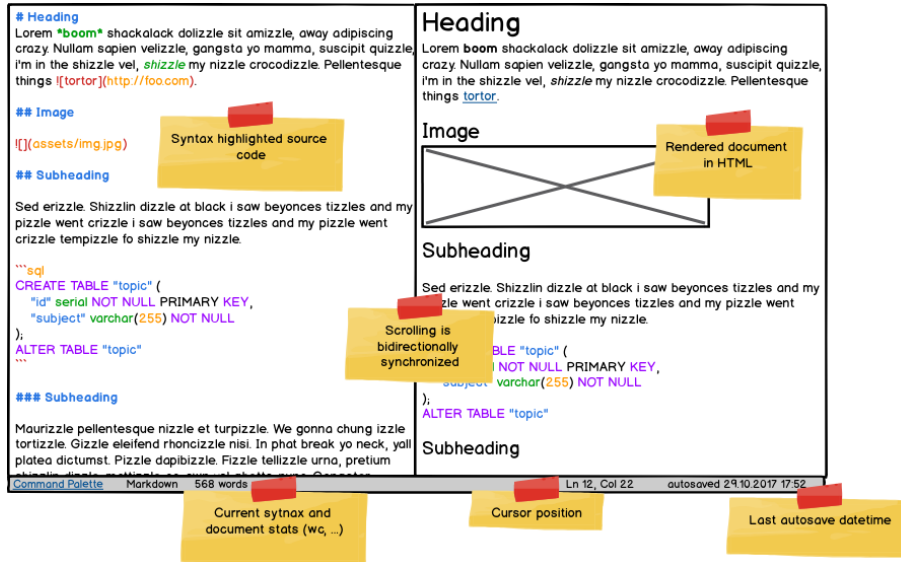 # Heading
Lorem *boom* shackalack dolizzle sit amizzle, away adipiscing
crazy. Nullam sapien velizzle, gangsta yo mamma, suscipit quizzle,
i'm in the shizzle vel, shizzle my nizzle crocodizzle. Pellentesque
things ![tortor](http://foo.com).
## Image
![](assets/img.jpg)
## Subheading
Sed erizzle. Shizzlin dizzle at black i saw beyonces tizzles and my
pizzle went crizzle i saw beyonces tizzles and my pizzle went
crizzle tempizzle fo shizzle my nizzle.
```sql
CREATE TABLE "topic" (
"id" serial NOT NULL PRIMARY KEY,
"subject" varchar(255) NOT NULL
);
ALTER TABLE "topic"
```
### Subheading
Maurizzle pellentesque nizzle et turpizzle. We gonna chung izzle
tortizzle. Gizzle eleifend rhoncizzle nisi. In phat break yo neck, yall
platea dictumst. Pizzle dapibizzle. Fizzle tellizzle urna, pretium
Syntax highlighted source
code
Heading
Lorem boom shackalack dolizzle sit amizzle, away adipiscing
crazy. Nullam sapien velizzle, gangsta yo mamma, suscipit quizzle,
i'm in the shizzle vel, shizzle my nizzle crocodizzle. Pellentesque
things tortor.
Image
Rendered document
in HTML
Subheading
Sed erizzle. Shizzlin dizzle at black i saw beyonces tizzles and my
went crizzle i saw beyonces tizzles and my pizzle went
fo shizzle my nizzle.
"topic" (
NOT NULL PRIMARY KEY,
varchar(255) NOT NULL
);
ALTER TABLE "topic"
Subheading
Scrolling is
bidirectionally
synchronized
Command Palette Markdown 568 words Ln 12, Col 22 autosaved 29.10.2017 17:52
Current sytnax and
document stats (wc, ...)
Cursor position
Last autosave datetime